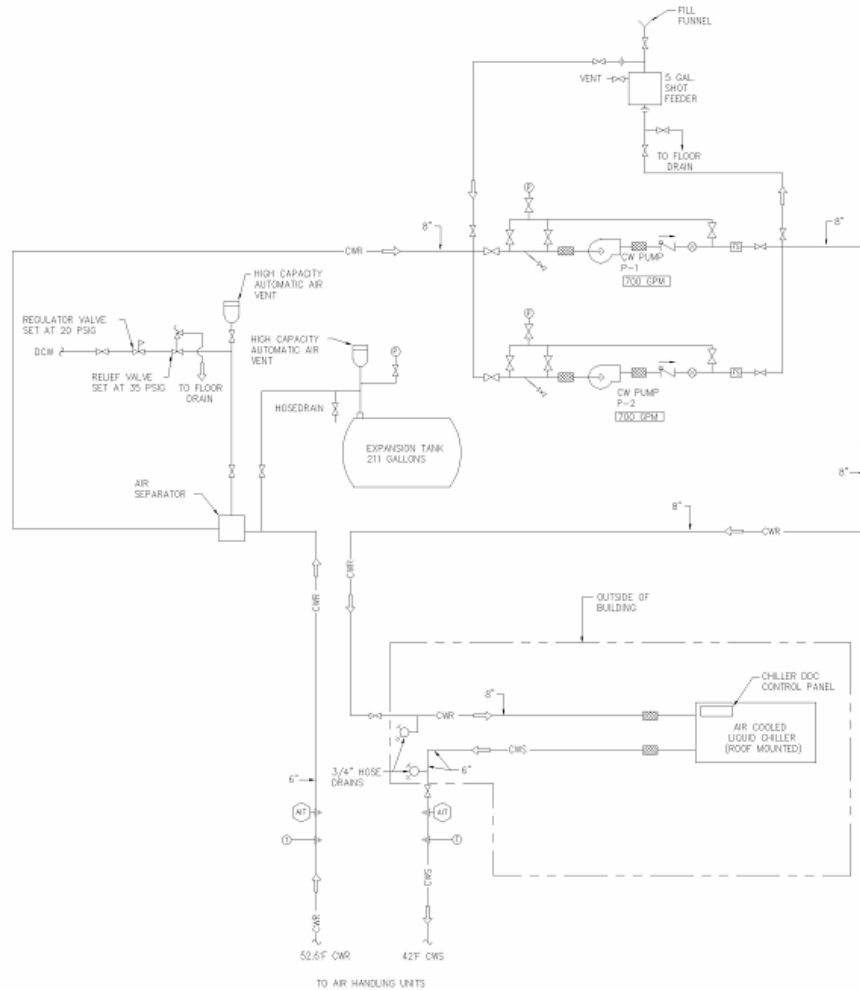 FILL
FUNNEL
VENT
5 GAL
SHOT
FEEDER
TO FLOOR
DRAIN
8"
8"
CWR
P
TS
CW PUMP
P-1
700 GPM
HIGH CAPACITY
AUTOMATIC AIR
VENT
REGULATOR VALVE
SET AT 20 PSIG
DCW
RELIEF VALVE
SET AT 35 PSIG
TO FLOOR
DRAIN
HIGH CAPACITY
AUTOMATIC AIR
VENT
P
HOSEDRAIN
P
TS
CW PUMP
P-2
700 GPM
EXPANSION TANK
211 GALLONS
AIR
SEPARATOR
8"
8"
CWR
CWR
CWR
OUTSIDE OF
BUILDING
CHILLER DDC
CONTROL PANEL
8"
CWR
AIR COOLED
LIQUID CHILLER
(ROOF MOUNTED)
CWS
3/4" HOSE
DRAINS
6"
6"
AIT
AIT
T
T
CWR
CWS
52.6°F CWR
42°F CWS
TO AIR HANDLING UNITS